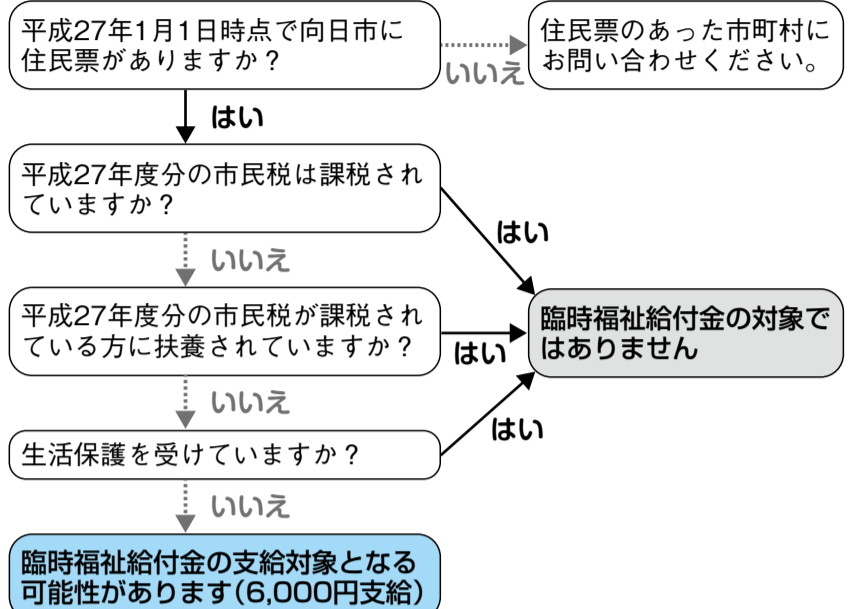 平成27年1月1日時点で向日市に
住民票がありますか？
いいえ
住民票のあった市町村に
お問い合わせください。
はい
平成27年度分の市民税は課税され
ていますか？
はい
いいえ
平成27年度分の市民税が課税され
ている方に扶養されていますか？
はい
臨時福祉給付金の対象で
はありません
いいえ
生活保護を受けていますか？
はい
いいえ
臨時福祉給付金の支給対象となる
可能性があります（6,000円支給）